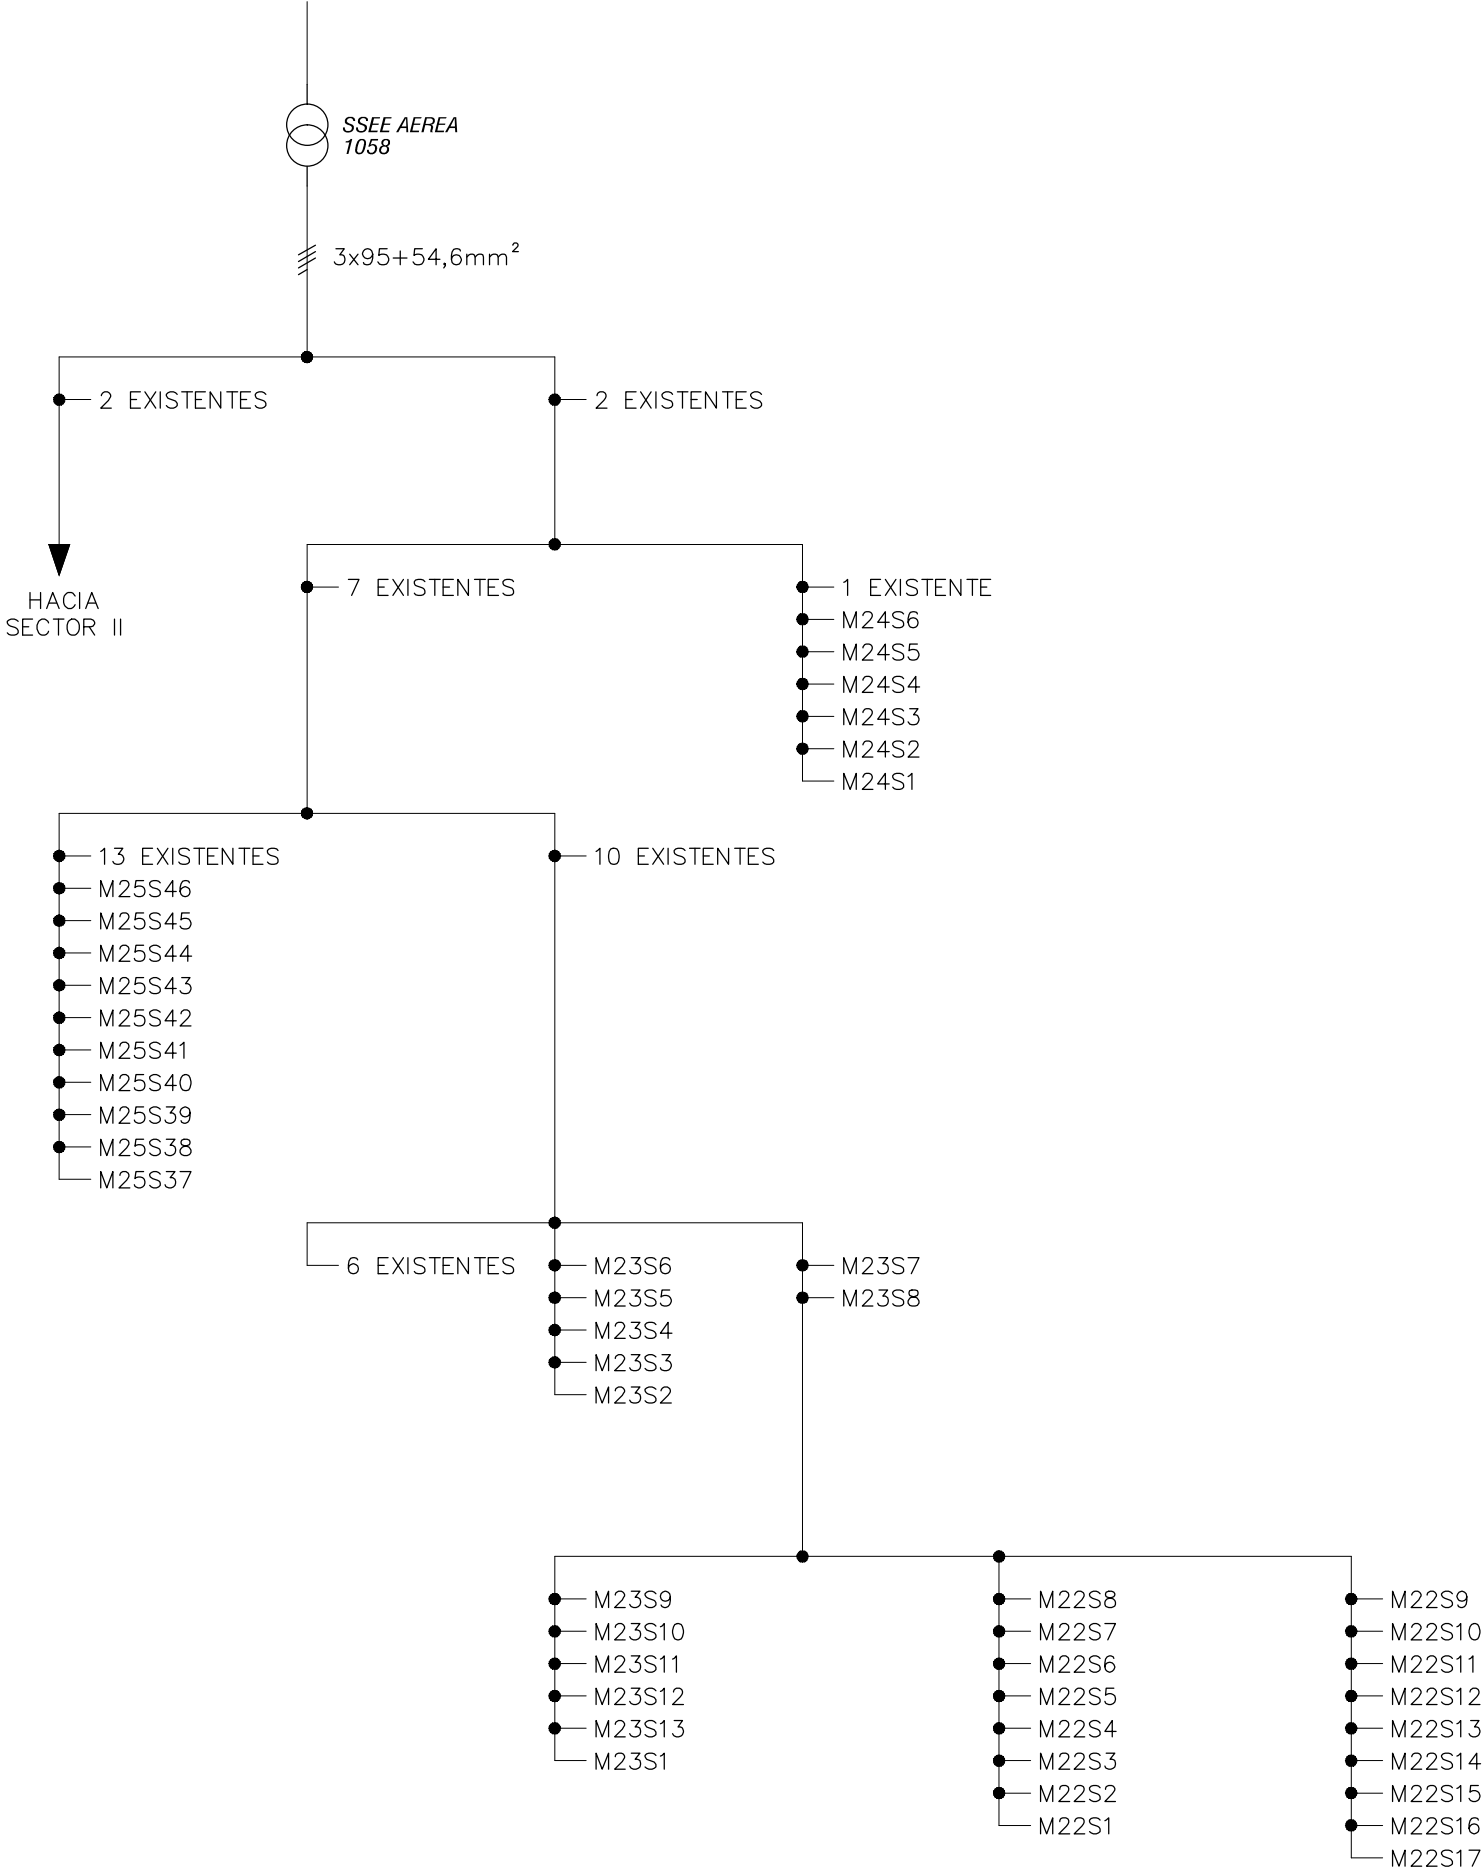 SSEE AEREA
1058
3x95+54,6mm²
2 EXISTENTES
2 EXISTENTES
HACIA
SECTOR II
7 EXISTENTES
1 EXISTENTE
M24S6
M24S5
M24S4
M24S3
M24S2
M24S1
13 EXISTENTES
M25S46
M25S45
M25S44
M25S43
M25S42
M25S41
M25S40
M25S39
M25S38
M25S37
10 EXISTENTES
6 EXISTENTES
M23S6
M23S5
M23S4
M23S3
M23S2
M23S7
M23S8
M23S9
M23S10
M23S11
M23S12
M23S13
M23S1
M22S8
M22S7
M22S6
M22S5
M22S4
M22S3
M22S2
M22S1
M22S9
M22S10
M22S11
M22S12
M22S13
M22S14
M22S15
M22S16
M22S17